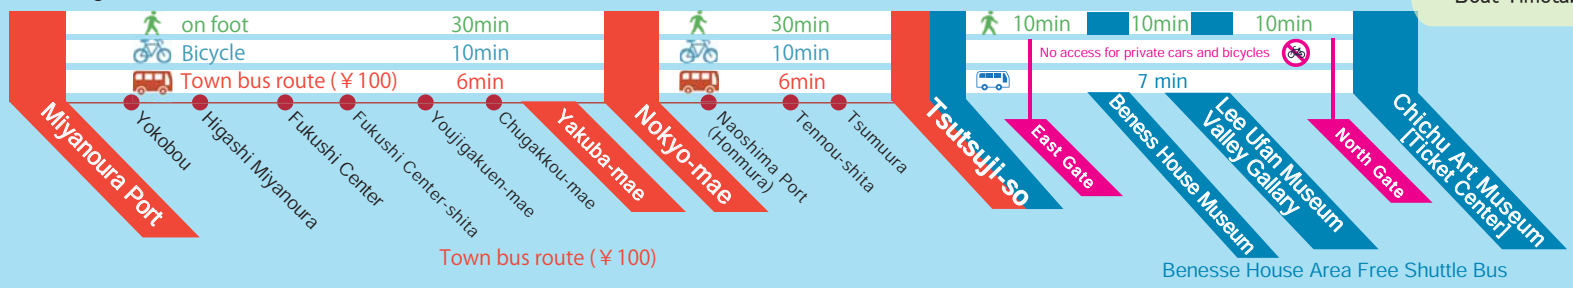 Boat Timeta
on foot 30min 30min 10min 10min 10min
Bicycle 10min 10min No access for private cars and bicycles
Town bus route (¥100) 6min 6min 7 min
Miyanoura Port
Yokobou
Higashi Miyanoura
Fukushi Center
Fukushi Center-shita
Youjigakuen-mae
Chugakkou-mae
Yakuba-mae
Nokyo-mae
Naoshima Port
(Honmura)
Tennou-shita
Tsumuura
Tsutsuji-so
East Gate
Beness House Museum
Lee Ufan Museum
Valley Gallary
North Gate
Chichu Art Museum
[Ticket Center]
Town bus route (¥100)
Benesse House Area Free Shuttle Bus